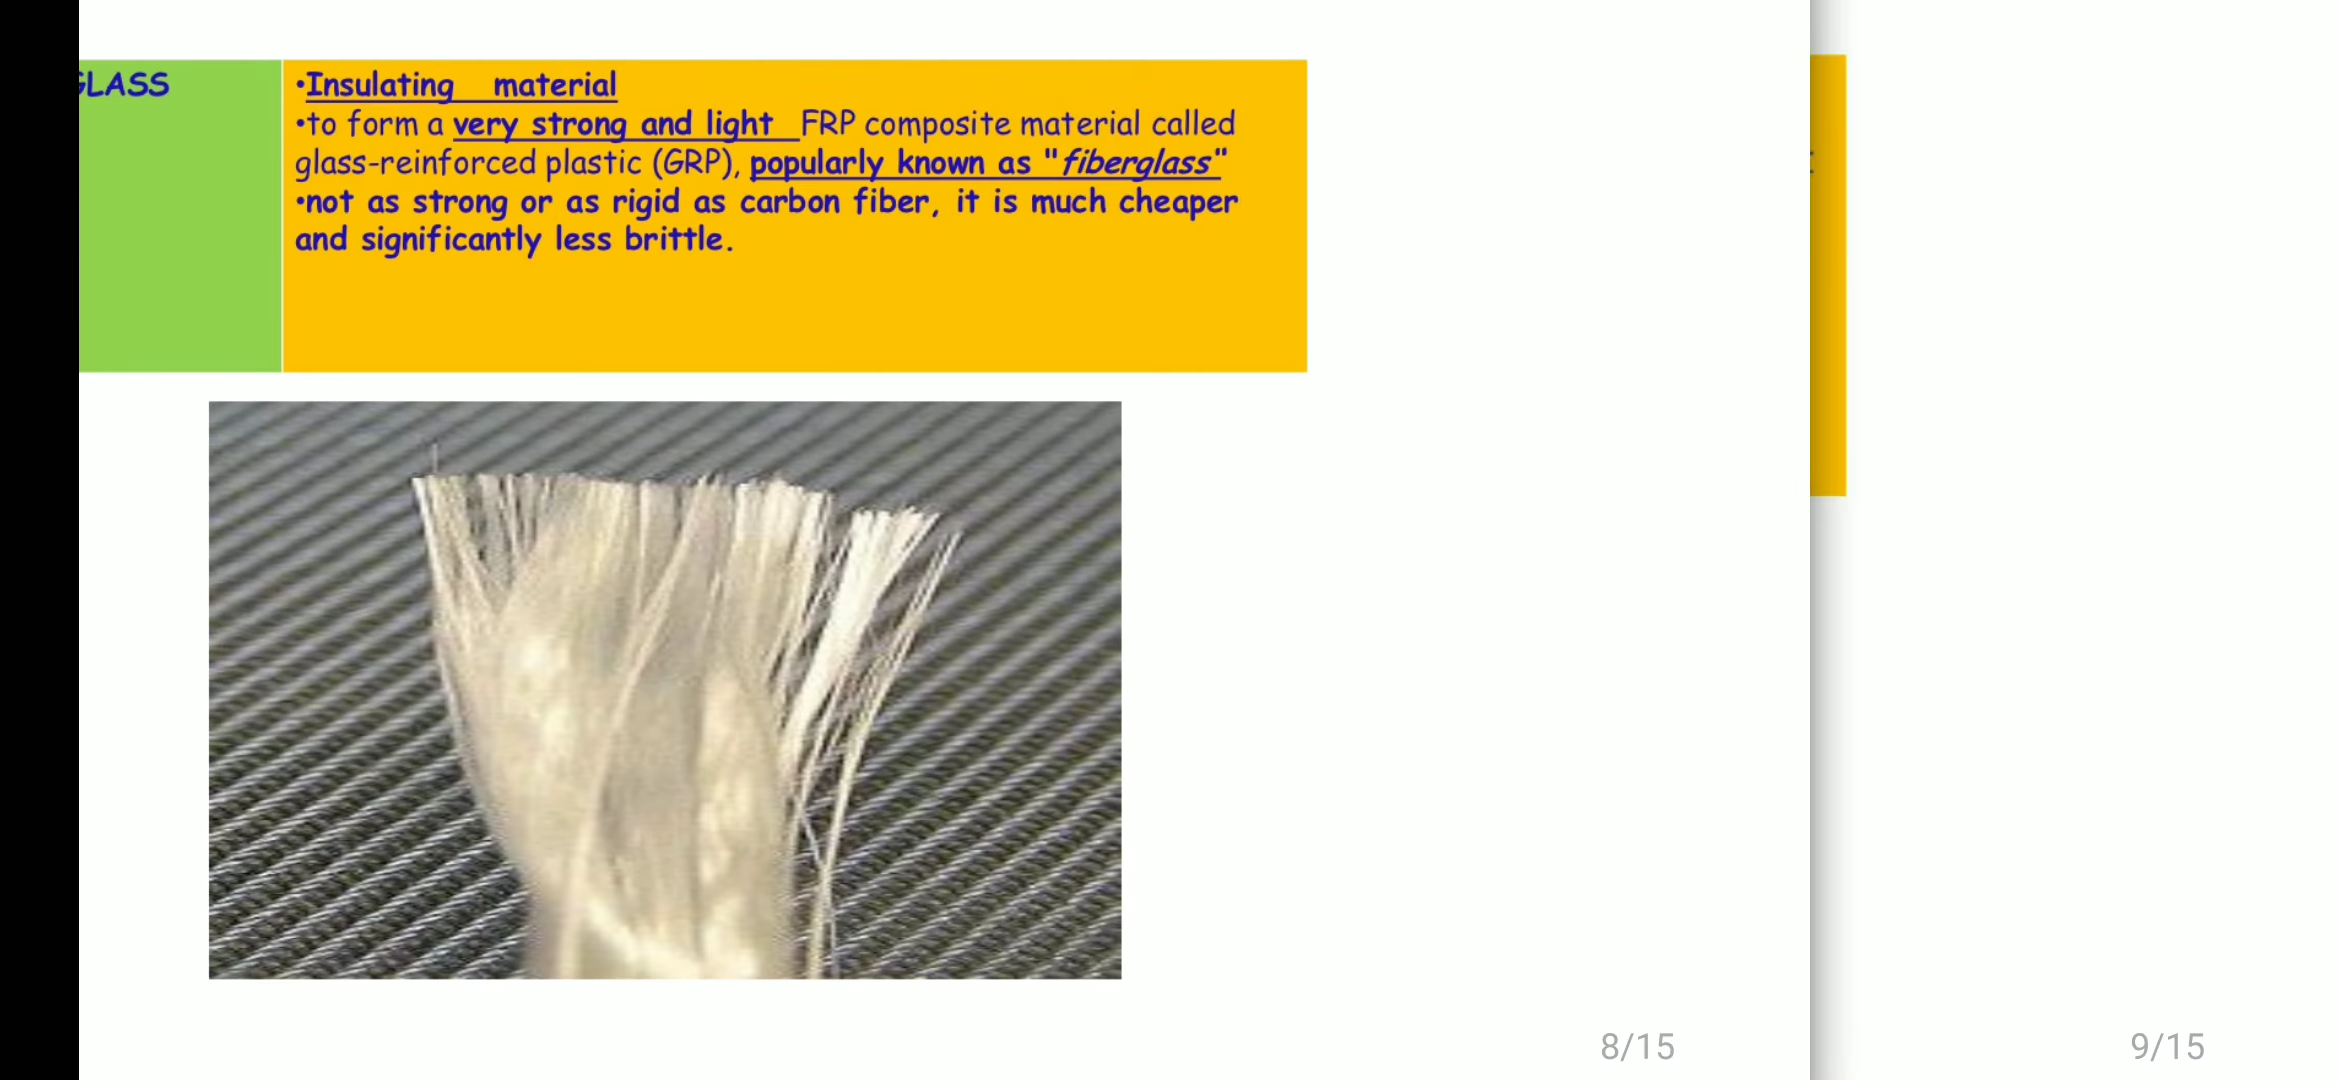 GLASS
•Insulating material
•to form a very strong and light FRP composite material called
glass-reinforced plastic (GRP), popularly known as "fiberglass"
•not as strong or as rigid as carbon fiber, it is much cheaper
and significantly less brittle.
8/15
9/15